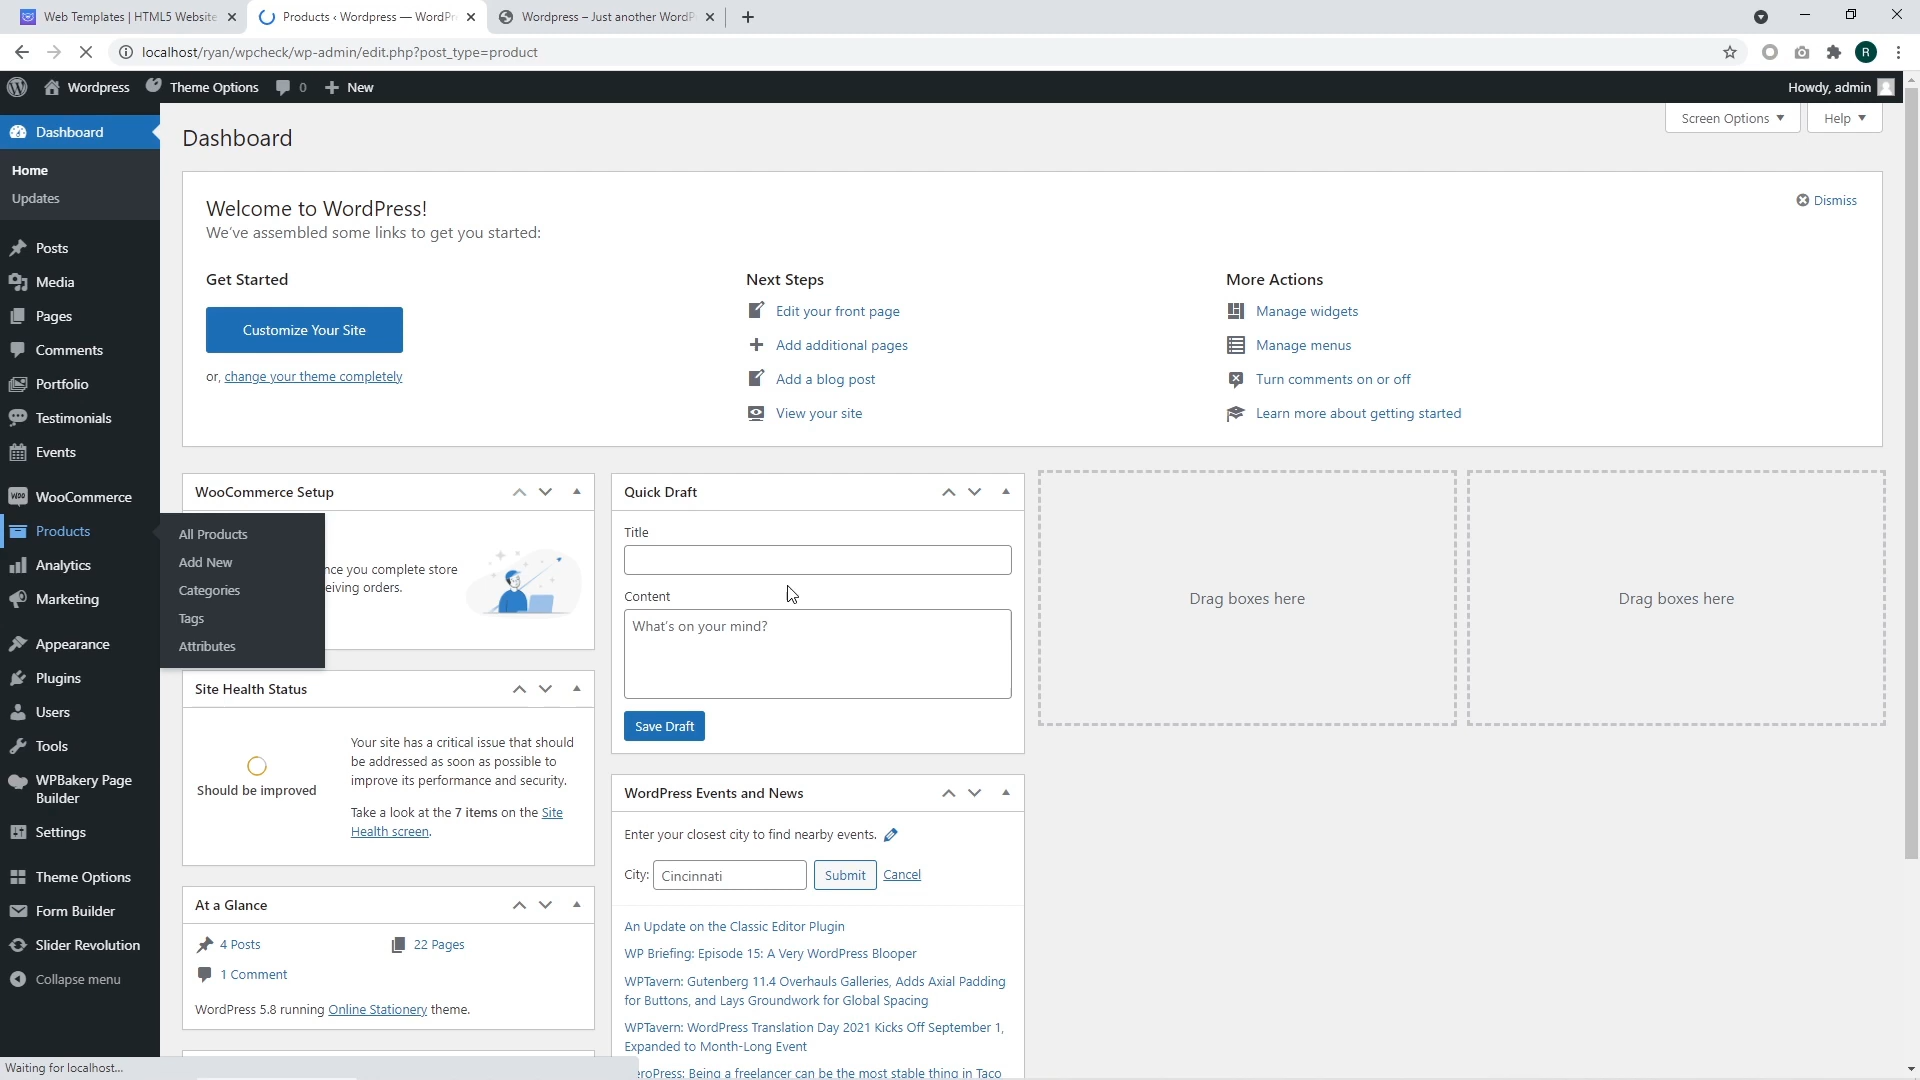 Web Templates | HTML5 Website
Products ‹ Wordpress — WordPr
Wordpress – Just another WordP
localhost/ryan/wpcheck/wp-admin/edit.php?post_type=product
R
Wordpress
Theme Options
0
New
Howdy, admin
Dashboard
Home
Updates
Posts
Media
Pages
Comments
Portfolio
Testimonials
Events
WooCommerce
Products
Analytics
Marketing
Appearance
Plugins
Users
Tools
WPBakery Page
Builder
Settings
Theme Options
Form Builder
Slider Revolution
Collapse menu
All Products
Add New
Categories
Tags
Attributes
Screen Options
Help
Dashboard
Welcome to WordPress!
We've assembled some links to get you started:
Dismiss
Get Started
Customize Your Site
or, change your theme completely
Next Steps
Edit your front page
Add additional pages
Add a blog post
View your site
More Actions
Manage widgets
Manage menus
Turn comments on or off
Learn more about getting started
WooCommerce Setup
nce you complete store
eiving orders.
Site Health Status
Should be improved
Your site has a critical issue that should
be addressed as soon as possible to
improve its performance and security.
Take a look at the 7 items on the Site
Health screen.
At a Glance
4 Posts
22 Pages
1 Comment
WordPress 5.8 running Online Stationery theme.
Quick Draft
Title
Content
What's on your mind?
Save Draft
WordPress Events and News
Enter your closest city to find nearby events.
City: Cincinnati Submit Cancel
An Update on the Classic Editor Plugin
WP Briefing: Episode 15: A Very WordPress Blooper
WPTavern: Gutenberg 11.4 Overhauls Galleries, Adds Axial Padding
for Buttons, and Lays Groundwork for Global Spacing
WPTavern: WordPress Translation Day 2021 Kicks Off September 1,
Expanded to Month-Long Event
eroPress: Being a freelancer can be the most stable thing in Taco
Drag boxes here
Drag boxes here
Waiting for localhost...